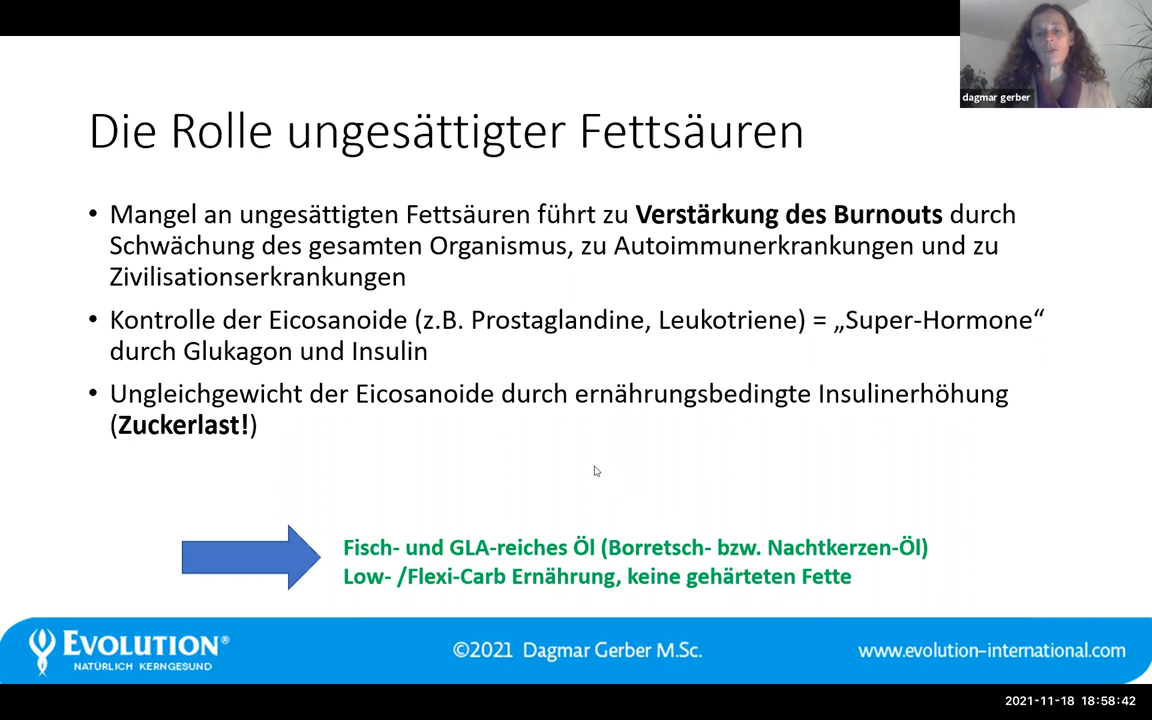 dagmar gerber
Die Rolle ungesättigter Fettsäuren
• Mangel an ungesättigten Fettsäuren führt zu Verstärkung des Burnouts durch
Schwächung des gesamten Organismus, zu Autoimmunerkrankungen und zu
Zivilisationserkrankungen
• Kontrolle der Eicosanoide (z.B. Prostaglandine, Leukotriene) = „Super-Hormone“
durch Glukagon und Insulin
• Ungleichgewicht der Eicosanoide durch ernährungsbedingte Insulinerhöhung
(Zuckerlast!)
Fisch- und GLA-reiches Öl (Borretsch- bzw. Nachtkerzen-Öl)
Low- /Flexi-Carb Ernährung, keine gehärteten Fette
EVOLUTION®
NATÜRLICH KERNGESUND
©2021 Dagmar Gerber M.Sc.
www.evolution-international.com
2021-11-18 18:58:42